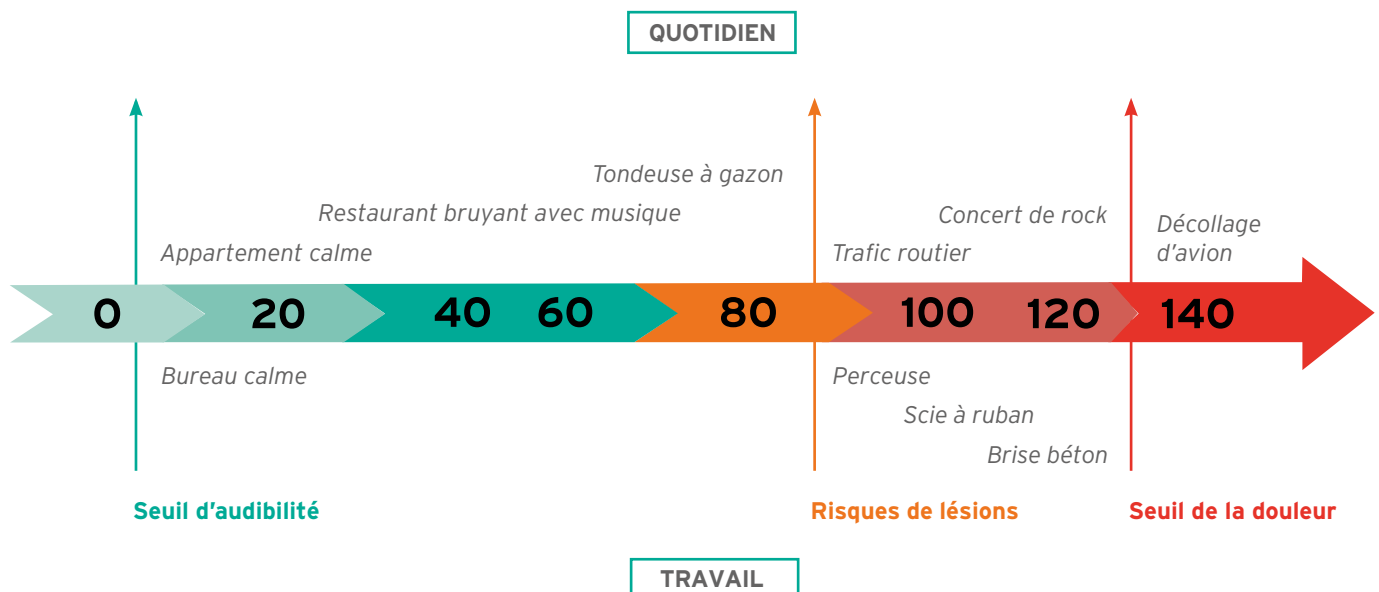 QUOTIDIEN
Tondeuse à gazon
Restaurant bruyant avec musique
Concert de rock
Décollage
d'avion
Appartement calme
Trafic routier
0 20 40 60 80 100 120 140
Bureau calme
Perceuse
Scie à ruban
Brise béton
Seuil d'audibilité
Risques de lésions
Seuil de la douleur
TRAVAIL